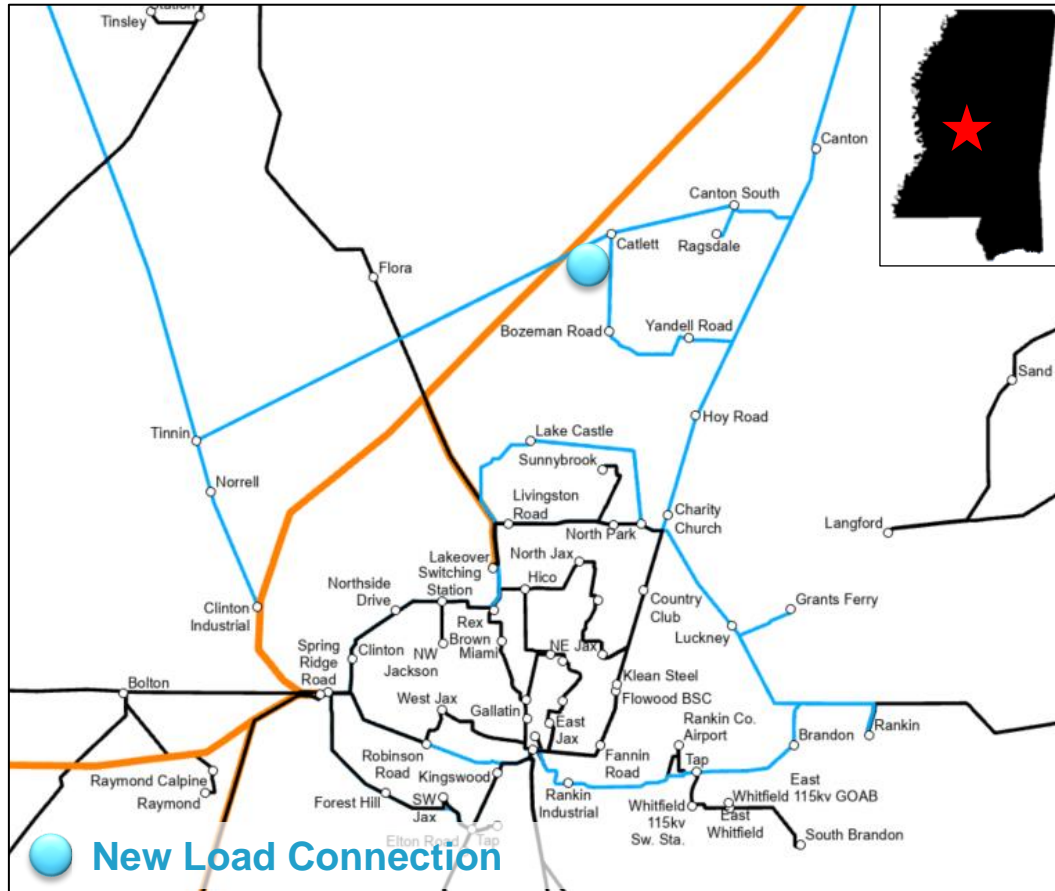 Station
Tinsley
Canton
Canton South
Catlett
Ragsdale
Flora
Bozeman Road
Yandell Road
Sand
Hoy Road
Tinnin
Lake Castle
Sunnybrook
Norrell
Livingston
Road
Charity
Church
North Park
Langford
Lakeover
Switching
Station
North Jax
Hico
Northside
Drive
Clinton
Industrial
Country
Club
Grants Ferry
Rex
Brown
Miami
Luckney
Spring
Ridge
Road
Clinton
NW
Jackson
NE Jax
Klean Steel
Flowood BSC
Bolton
West Jax
Gallatin
East
Jax
Rankin Co.
Airport
Rankin
Robinson
Road
Fannin
Road
Tap
Brandon
Raymond Calpine
Raymond
Kingswood
Forest Hill
SW
Jax
Rankin
Industrial
East
Whitfield 115kv GOAB
Whitfield
115kv
Sw. Sta.
East
Whitfield
South Brandon
Elton Road
Tap
New Load Connection